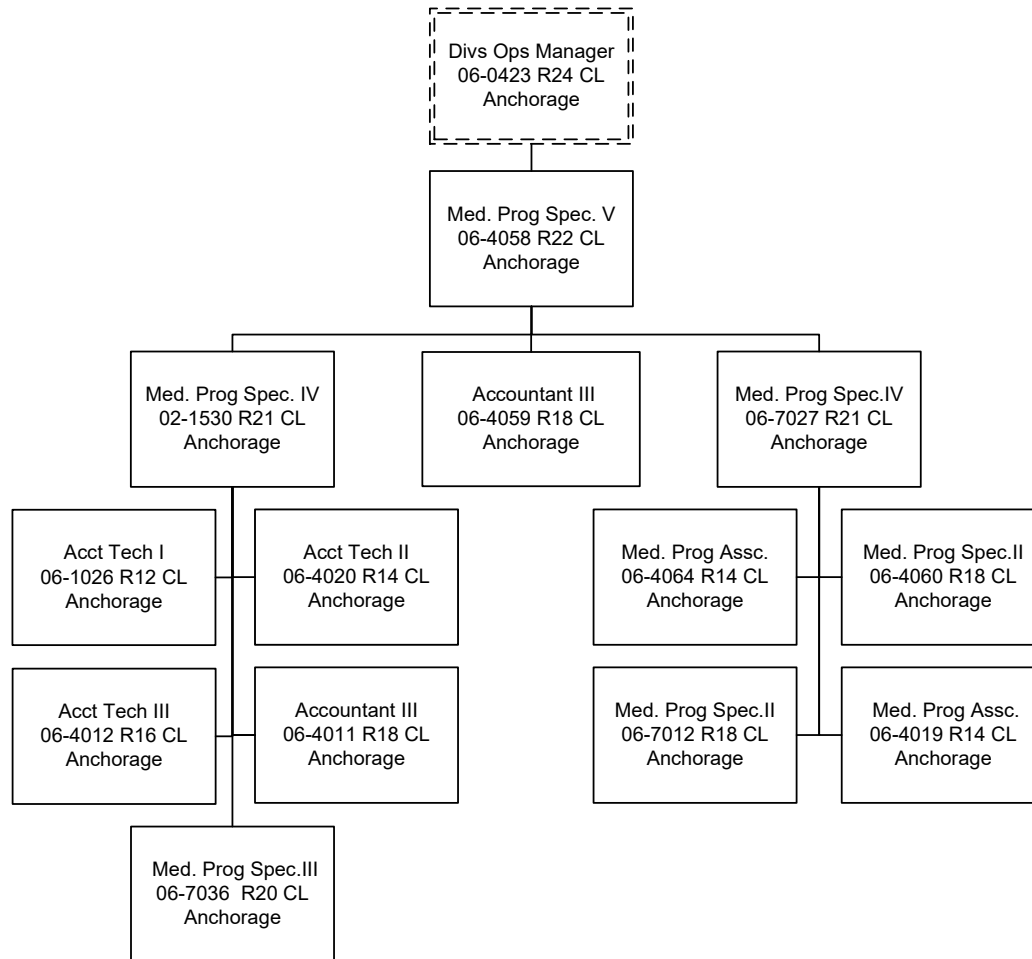 Divs Ops Manager
06-0423 R24 CL
Anchorage
Med. Prog Spec. V
06-4058 R22 CL
Anchorage
Med. Prog Spec. IV
02-1530 R21 CL
Anchorage
Accountant III
06-4059 R18 CL
Anchorage
Med. Prog Spec.IV
06-7027 R21 CL
Anchorage
Acct Tech I
06-1026 R12 CL
Anchorage
Acct Tech II
06-4020 R14 CL
Anchorage
Med. Prog Assc.
06-4064 R14 CL
Anchorage
Med. Prog Spec.II
06-4060 R18 CL
Anchorage
Acct Tech III
06-4012 R16 CL
Anchorage
Accountant III
06-4011 R18 CL
Anchorage
Med. Prog Spec.II
06-7012 R18 CL
Anchorage
Med. Prog Assc.
06-4019 R14 CL
Anchorage
Med. Prog Spec.III
06-7036  R20 CL
Anchorage